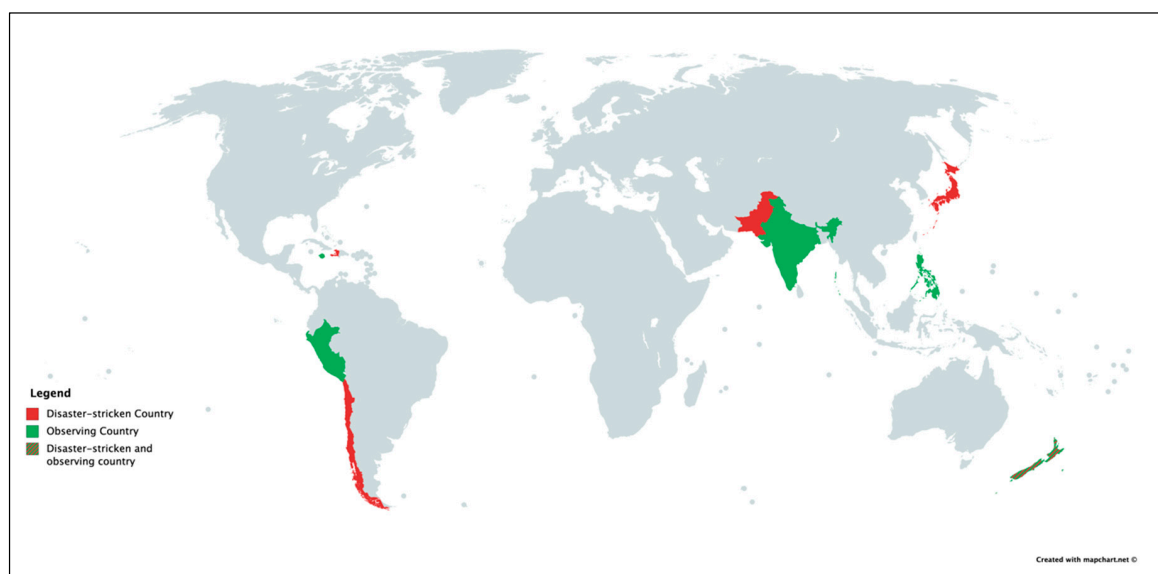 Legend
Disaster-stricken Country
Observing Country
Disaster-stricken and
observing country
Created with mapchart.net ©